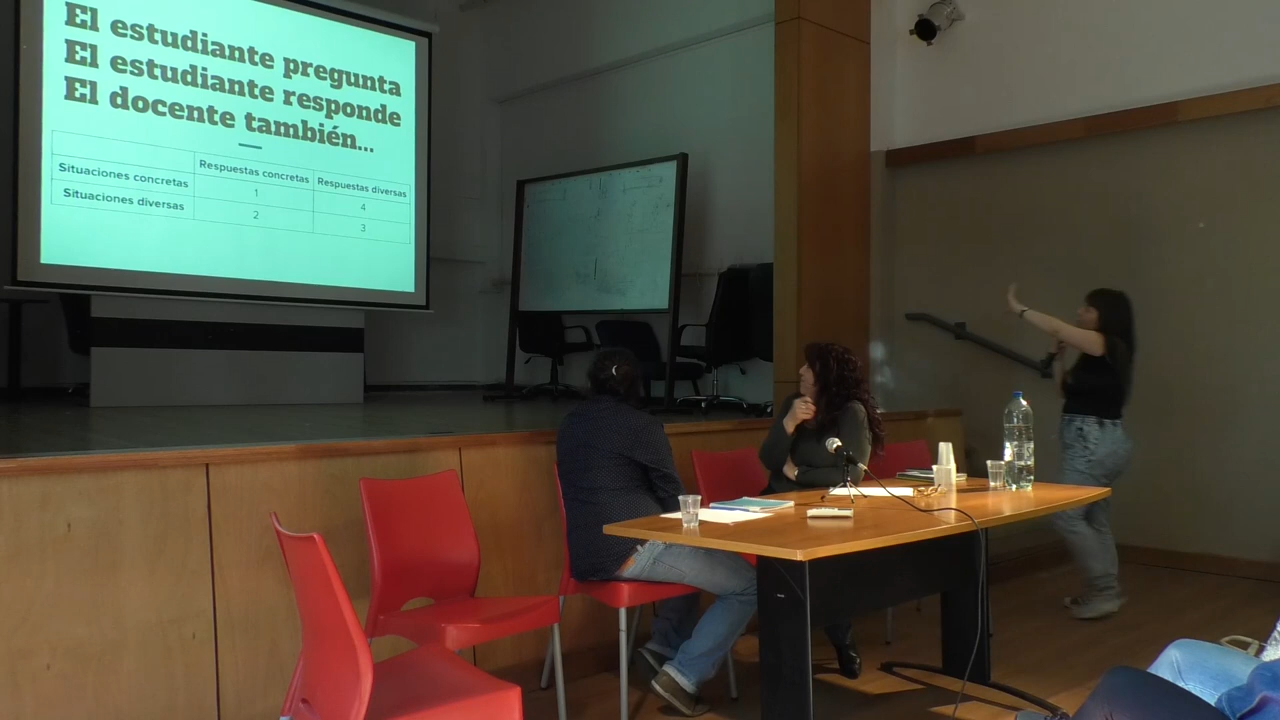 El estudiante pregunta
El estudiante responde
El docente también...
Respuestas concretas Respuestas diversas
Situaciones concretas 1 4
Situaciones diversas 2 3